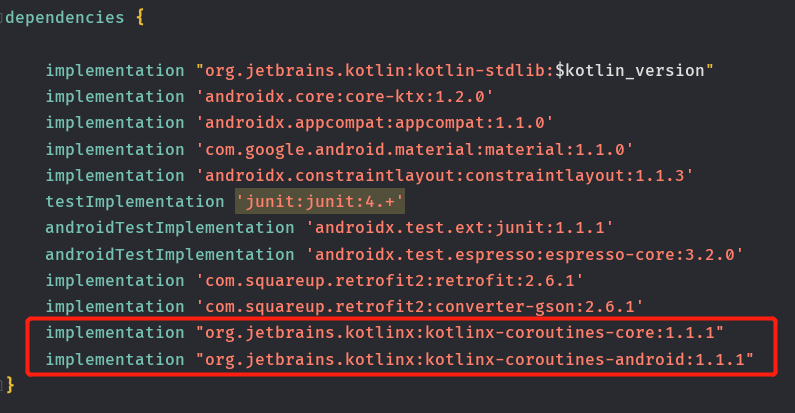 dependencies {
implementation "org.jetbrains.kotlin:kotlin-stdlib:$kotlin_version"
implementation 'androidx.core:core-ktx:1.2.0'
implementation 'androidx.appcompat:appcompat:1.1.0'
implementation 'com.google.android.material:material:1.1.0'
implementation 'androidx.constraintlayout:constraintlayout:1.1.3'
testImplementation 'junit:junit:4.+'
androidTestImplementation 'androidx.test.ext:junit:1.1.1'
androidTestImplementation 'androidx.test.espresso:espresso-core:3.2.0'
implementation 'com.squareup.retrofit2:retrofit:2.6.1'
implementation 'com.squareup.retrofit2:converter-gson:2.6.1'
implementation "org.jetbrains.kotlinx:kotlinx-coroutines-core:1.1.1"
implementation "org.jetbrains.kotlinx:kotlinx-coroutines-android:1.1.1"
}